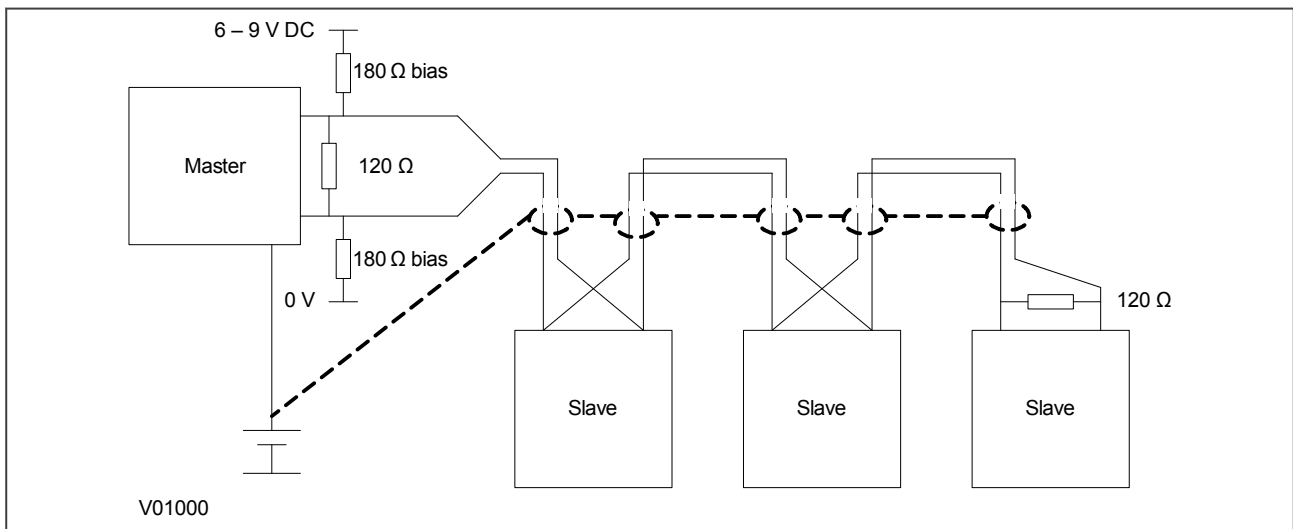 6 – 9 V DC
180 Ω bias
Master
120 Ω
180 Ω bias
0 V
120 Ω
Slave
Slave
Slave
V01000